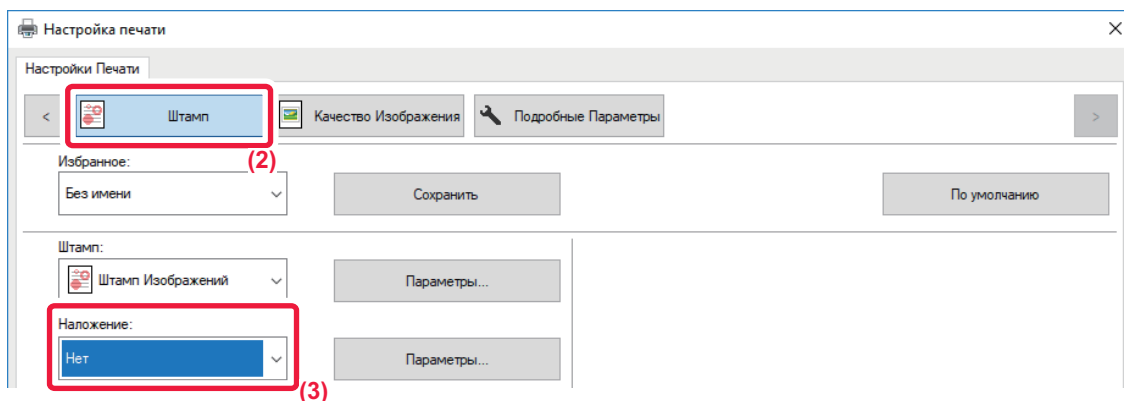 Настройка печати
Настройки Печати
< Штамп Качество Изображения Подробные Параметры >
(2)
Избранное:
Без имени Сохранить По умолчанию
Штамп:
Штамп Изображений Параметры...
Наложение:
Нет Параметры...
(3)